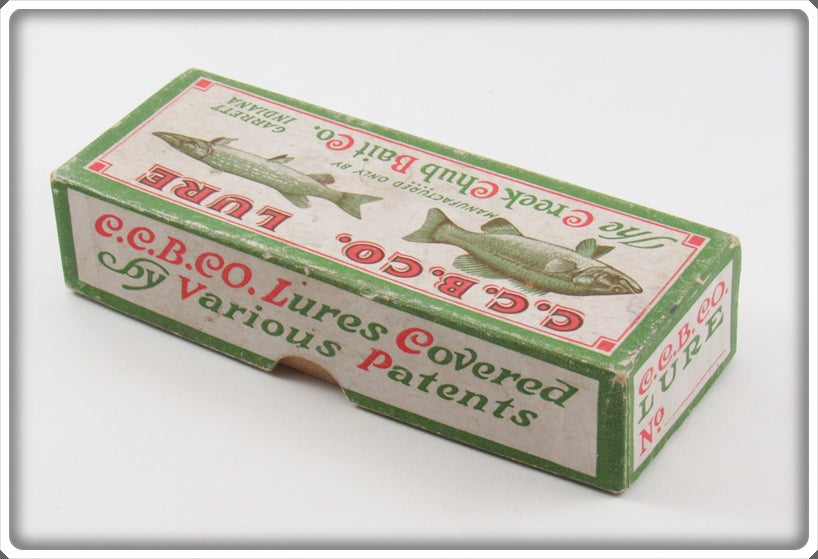 C.C.B.CO. LURE
MANUFACTURED ONLY BY
The Creek Chub Bait Co.
GARRETT
INDIANA
C.C.B.CO. Lures Covered
by Various Patents
C.C.B.CO.
LURE
No.